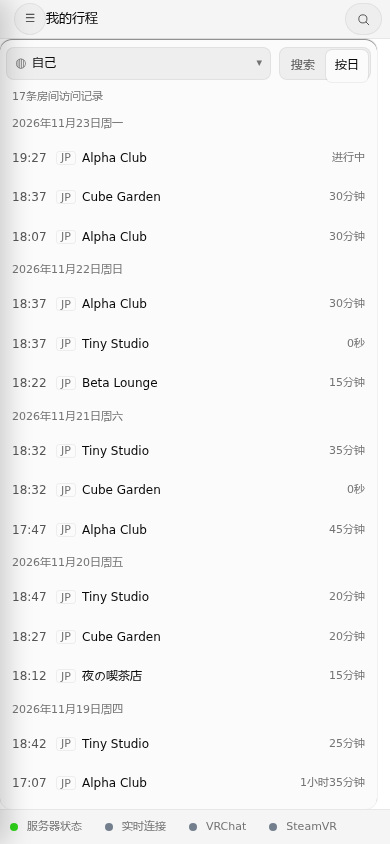 我的行程
自己
搜索 按日
17条房间访问记录
2026年11月23日周一
19:27 JP Alpha Club 进行中
18:37 JP Cube Garden 30分钟
18:07 JP Alpha Club 30分钟
2026年11月22日周日
18:37 JP Alpha Club 30分钟
18:37 JP Tiny Studio 0秒
18:22 JP Beta Lounge 15分钟
2026年11月21日周六
18:32 JP Tiny Studio 35分钟
18:32 JP Cube Garden 0秒
17:47 JP Alpha Club 45分钟
2026年11月20日周五
18:47 JP Tiny Studio 20分钟
18:27 JP Cube Garden 20分钟
18:12 JP 夜の喫茶店 15分钟
2026年11月19日周四
18:42 JP Tiny Studio 25分钟
17:07 JP Alpha Club 1小时35分钟
服务器状态 实时连接 VRChat SteamVR